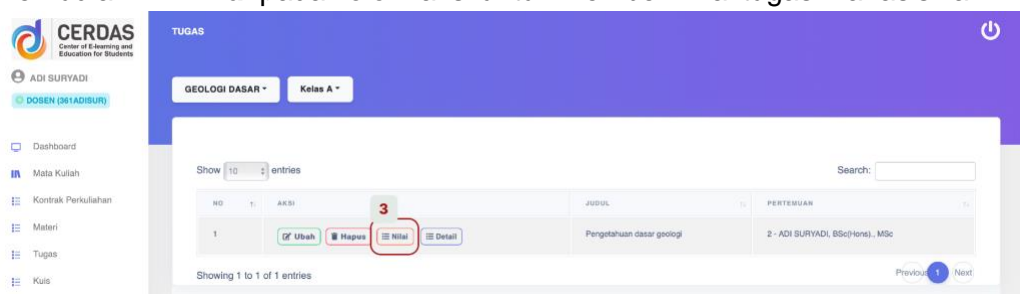 CERDAS
Center of E-learning and
Education for Students
ADI SURYADI
DOSEN (361ADISUR)
Dashboard
Mata Kuliah
Kontrak Perkuliahan
Materi
Tugas
Kuis
TUGAS
GEOLOGI DASAR
Kelas A
Show 10 entries
Search:
NO AKSI JUDUL PERTEMUAN
3
1 Ubah Hapus Nilai Detail Pengetahuan dasar geologi 2 - ADI SURYADI, BSc(Hons)., MSc
Showing 1 to 1 of 1 entries
Previous 1 Next